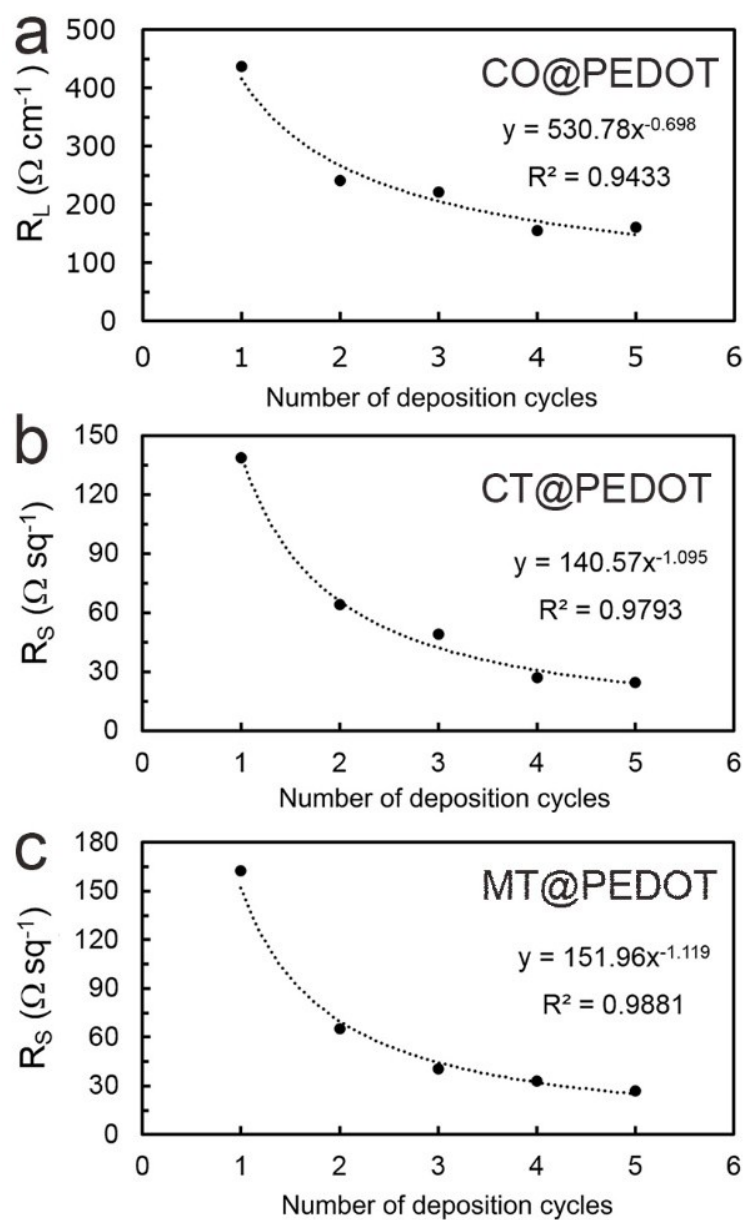 a
500
400
300
200
100
0
R_L (Ω cm⁻¹)
CO@PEDOT
y = 530.78x⁻⁰·⁶⁹⁸
R² = 0.9433
0 1 2 3 4 5 6
Number of deposition cycles
b
150
120
90
60
30
0
R_S (Ω sq⁻¹)
CT@PEDOT
y = 140.57x⁻¹·⁰⁹⁵
R² = 0.9793
0 1 2 3 4 5 6
Number of deposition cycles
c
180
150
120
90
60
30
0
R_S (Ω sq⁻¹)
MT@PEDOT
y = 151.96x⁻¹·¹¹⁹
R² = 0.9881
0 1 2 3 4 5 6
Number of deposition cycles